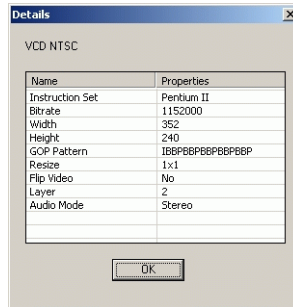 Details
VCD NTSC
Name Properties
Instruction Set Pentium II
Bitrate 1152000
Width 352
Height 240
GOP Pattern IBBPBBPBBPBBPBBP
Resize 1x1
Flip Video No
Layer 2
Audio Mode Stereo
OK